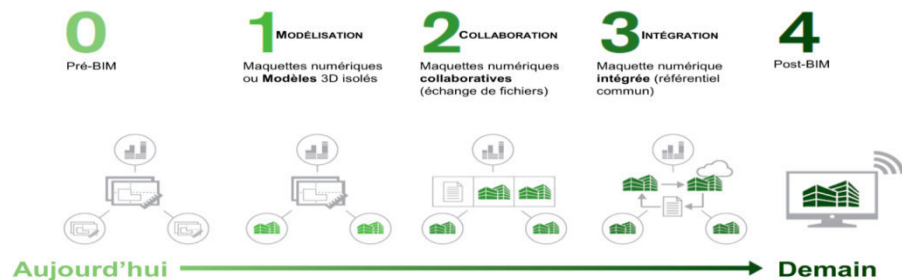 0
Pré-BIM
1 MODÉLISATION
Maquettes numériques
ou Modèles 3D isolés
2 COLLABORATION
Maquettes numériques
collaboratives
(échange de fichiers)
3 INTÉGRATION
Maquette numérique
intégrée (référentiel
commun)
4
Post-BIM
Aujourd'hui
Demain